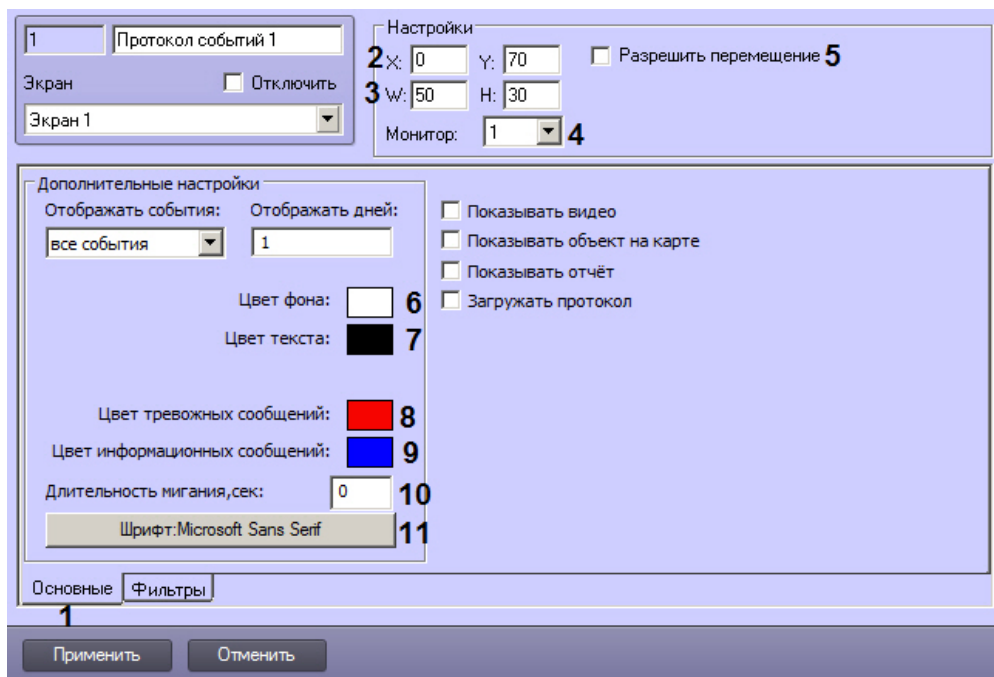 1 Протокол событий 1
Экран Отключить
Экран 1
Настройки
2 X: 0 Y: 70 Разрешить перемещение 5
3 W: 50 H: 30
Монитор: 1 4
Дополнительные настройки
Отображать события: Отображать дней:
все события 1
Цвет фона: 6
Цвет текста: 7
Цвет тревожных сообщений: 8
Цвет информационных сообщений: 9
Длительность мигания,сек: 0 10
Шрифт:Microsoft Sans Serif 11
Показывать видео
Показывать объект на карте
Показывать отчёт
Загружать протокол
Основные Фильтры
1
Применить Отменить